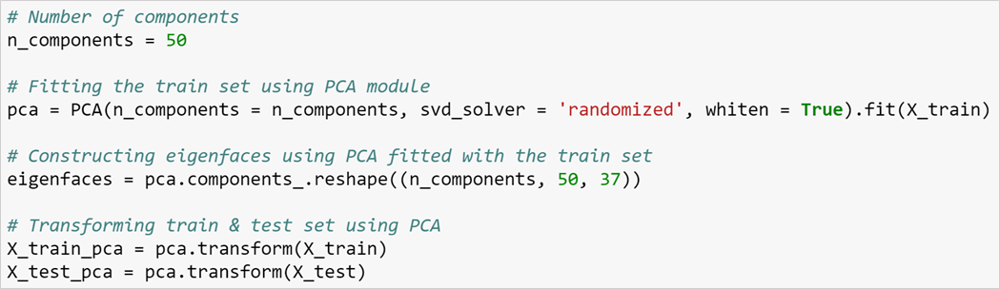 # Number of components
n_components = 50
# Fitting the train set using PCA module
pca = PCA(n_components = n_components, svd_solver = 'randomized', whiten = True).fit(X_train)
# Constructing eigenfaces using PCA fitted with the train set
eigenfaces = pca.components_.reshape((n_components, 50, 37))
# Transforming train & test set using PCA
X_train_pca = pca.transform(X_train)
X_test_pca = pca.transform(X_test)